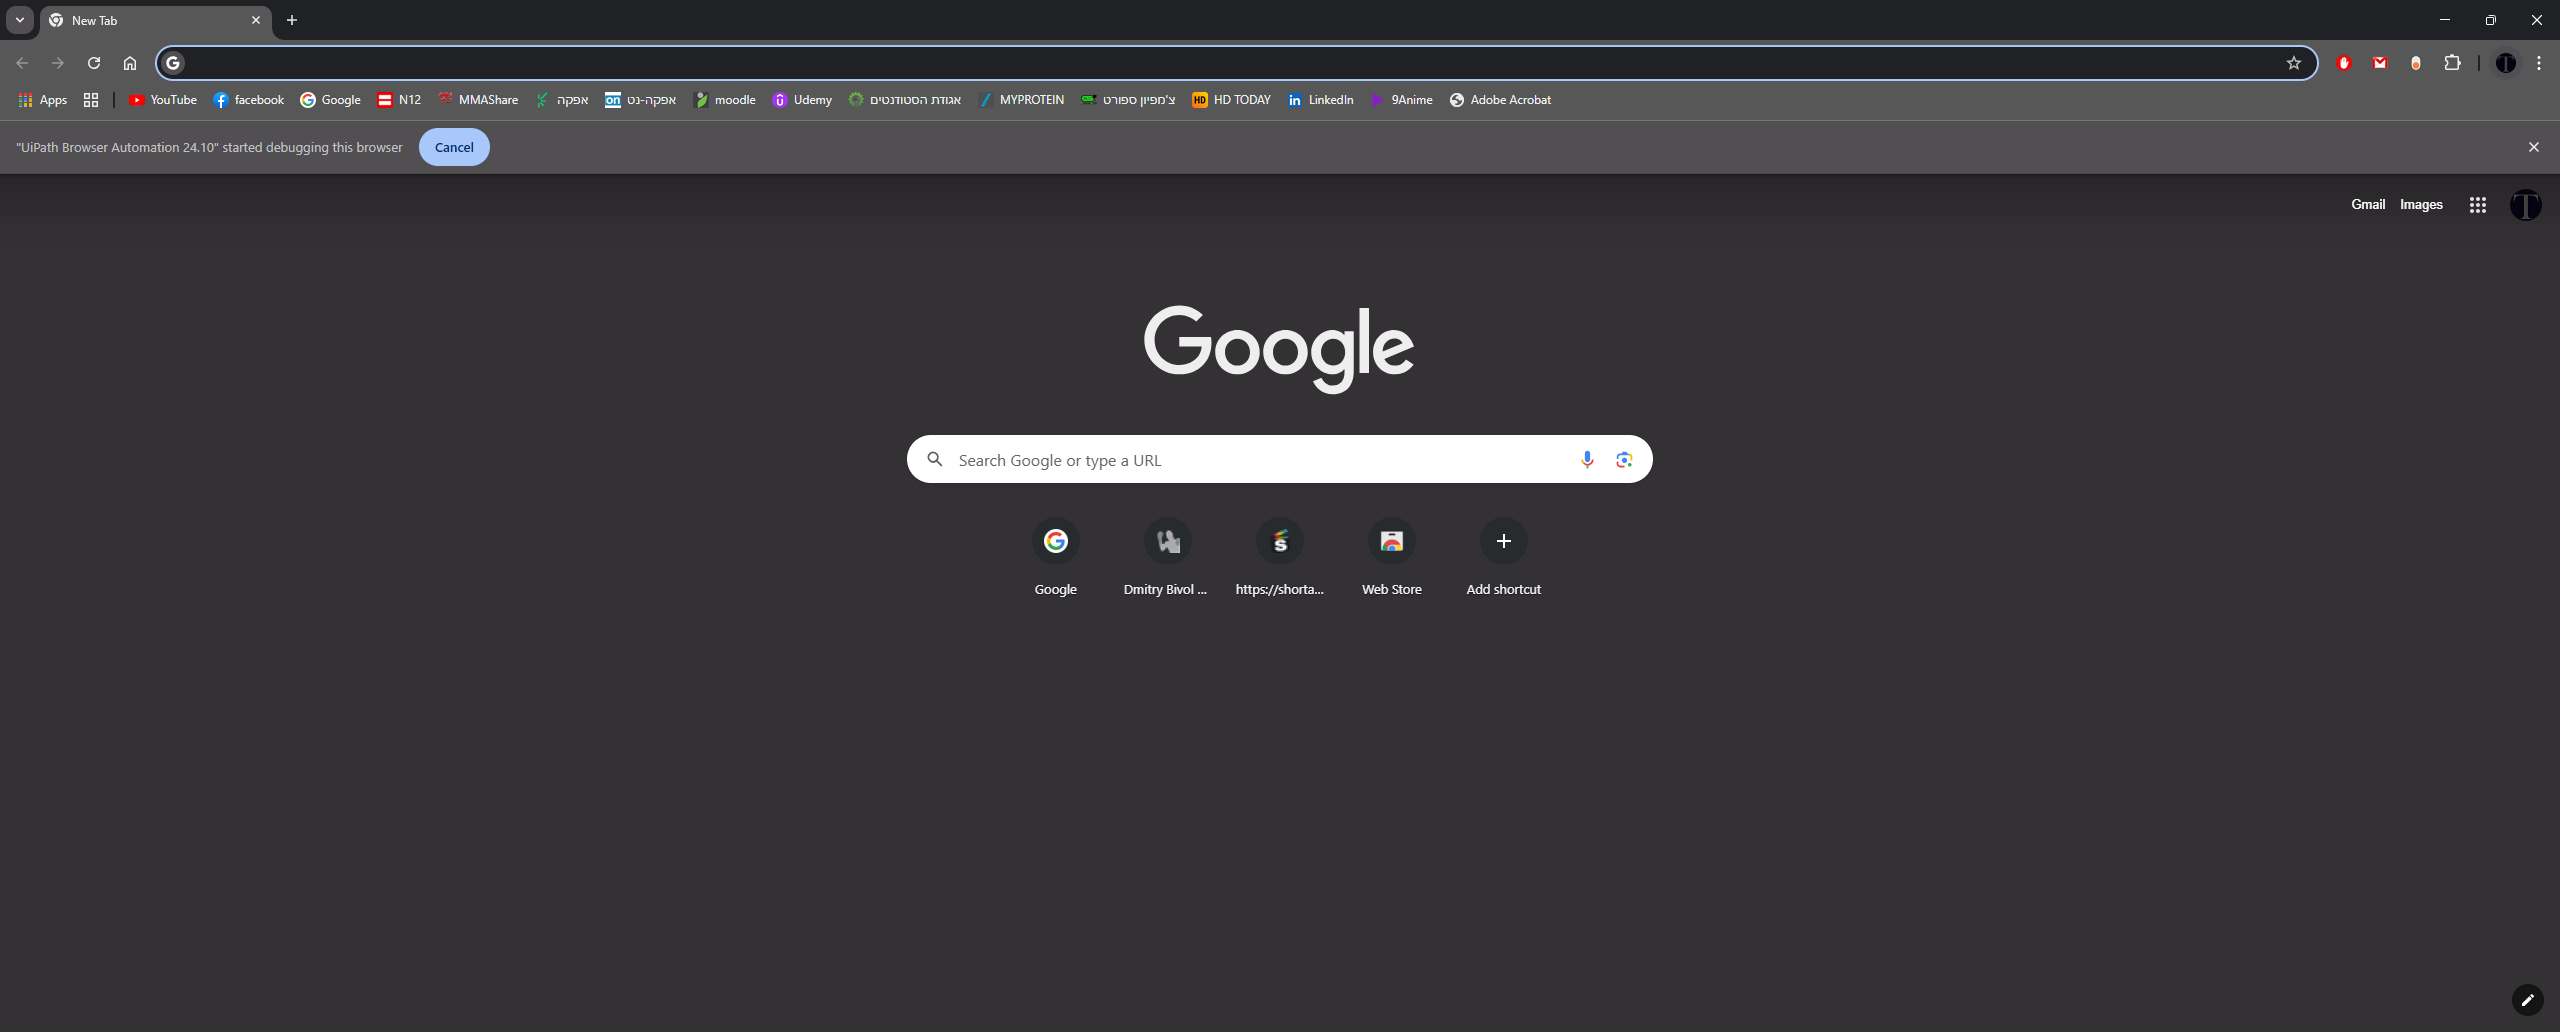 New Tab
Apps YouTube facebook Google N12 MMAShare אפקה אפקה-נט moodle Udemy אגודת הסטודנטים MYPROTEIN צ'מפיון ספורט HD TODAY LinkedIn 9Anime Adobe Acrobat
"UiPath Browser Automation 24.10" started debugging this browser Cancel
Gmail Images
Google
Search Google or type a URL
Google Dmitry Bivol ... https://shorta... Web Store Add shortcut